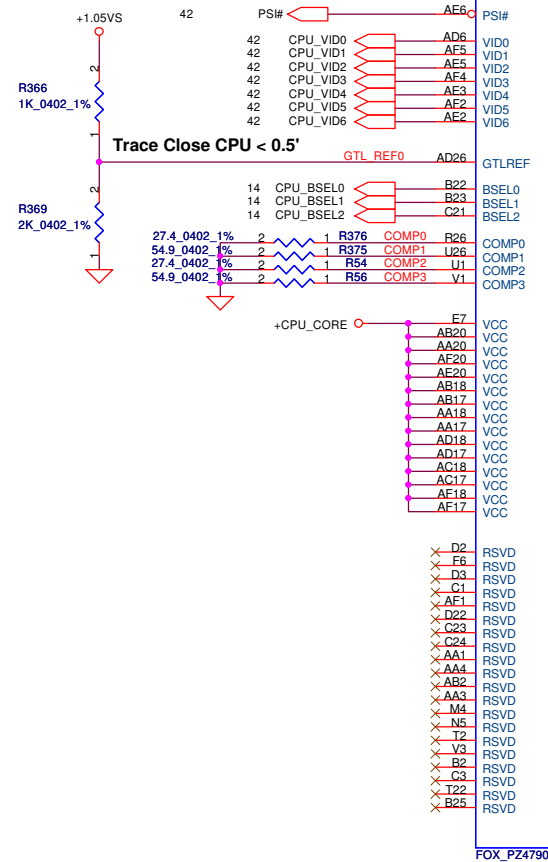 +1.05VS
42 PSI# AE6 PSI#
42 CPU_VID0 AD6 VID0
42 CPU_VID1 AF5 VID1
42 CPU_VID2 AE5 VID2
42 CPU_VID3 AF4 VID3
42 CPU_VID4 AE3 VID4
42 CPU_VID5 AF2 VID5
42 CPU_VID6 AE2 VID6
2
R366
1K_0402_1%
1
Trace Close CPU < 0.5'
GTL_REF0 AD26 GTLREF
2
R369
2K_0402_1%
1
14 CPU_BSEL0 B22 BSEL0
14 CPU_BSEL1 B23 BSEL1
14 CPU_BSEL2 C21 BSEL2
27.4_0402_1% 2 1 R376 COMP0 R26 COMP0
54.9_0402_1% 2 1 R375 COMP1 U26 COMP1
27.4_0402_1% 2 1 R54 COMP2 U1 COMP2
54.9_0402_1% 2 1 R56 COMP3 V1 COMP3
+CPU_CORE E7 VCC
AB20 VCC
AA20 VCC
AF20 VCC
AE20 VCC
AB18 VCC
AB17 VCC
AA18 VCC
AA17 VCC
AD18 VCC
AD17 VCC
AC18 VCC
AC17 VCC
AF18 VCC
AF17 VCC
D2 RSVD
F6 RSVD
D3 RSVD
C1 RSVD
AF1 RSVD
D22 RSVD
C23 RSVD
C24 RSVD
AA1 RSVD
AA4 RSVD
AB2 RSVD
AA3 RSVD
M4 RSVD
N5 RSVD
T2 RSVD
V3 RSVD
B2 RSVD
C3 RSVD
T22 RSVD
B25 RSVD
FOX_PZ4790